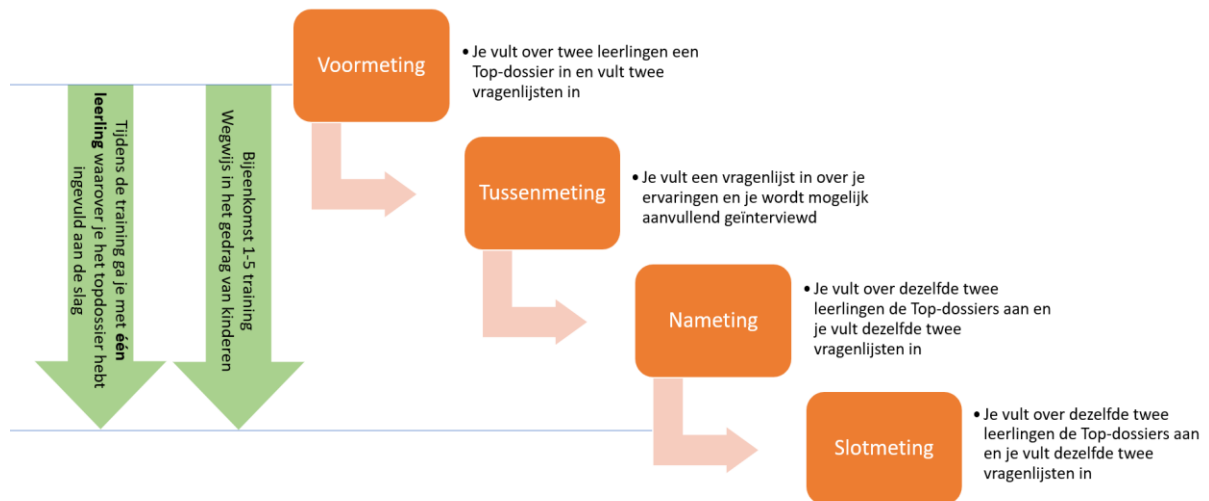 Voormeting
• Je vult over twee leerlingen een
Top-dossier in en vult twee
vragenlijsten in
Tijdens de training ga je met één
leerling waarover je het topdossier hebt
ingevuld aan de slag
Bijeenkomst 1-5 training
Wegwijs in het gedrag van kinderen
Tussenmeting
• Je vult een vragenlijst in over je
ervaringen en je wordt mogelijk
aanvullend geïnterviewd
Nameting
• Je vult over dezelfde twee
leerlingen de Top-dossiers aan en
je vult dezelfde twee
vragenlijsten in
Slotmeting
• Je vult over dezelfde twee
leerlingen de Top-dossiers aan
en je vult dezelfde twee
vragenlijsten in